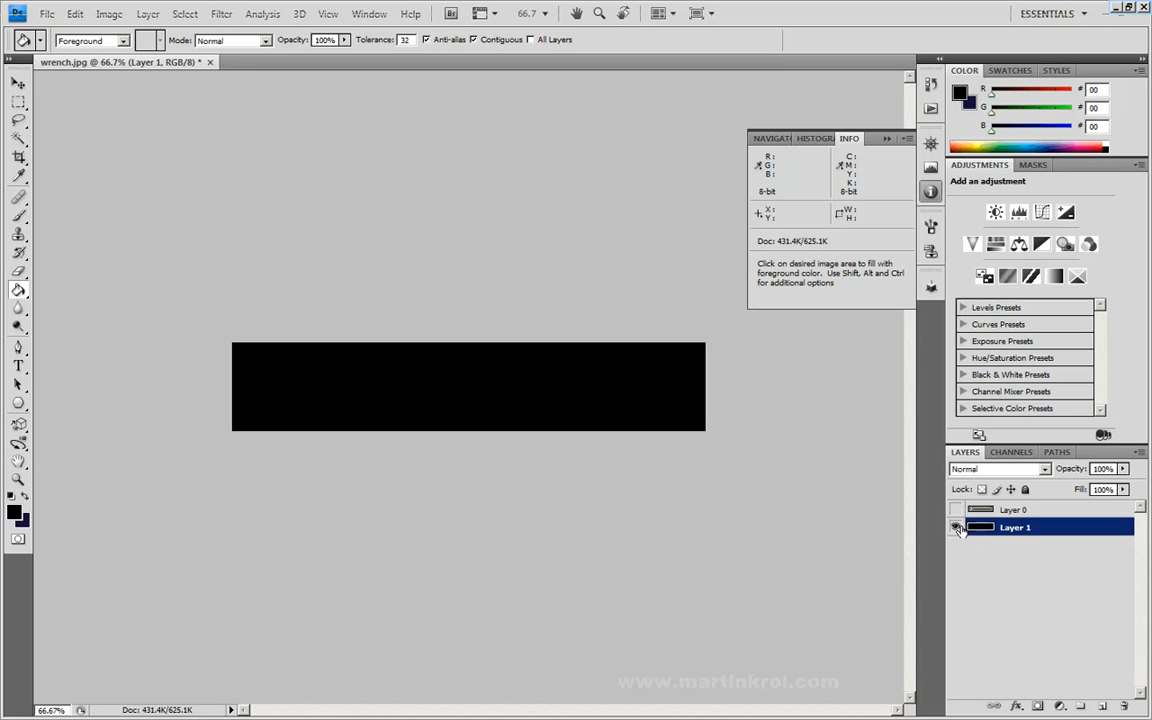 File Edit Image Layer Select Filter Analysis 3D View Window Help Br 66.7 ESSENTIALS
Foreground Mode: Normal Opacity: 100% Tolerance: 32 Anti-alias Contiguous All Layers
wrench.jpg @ 66.7% (Layer 1, RGB/8) *
COLOR SWATCHES STYLES
R # 00
G # 00
B # 00
NAVIGAT HISTOGRA INFO
R: C:
G: M:
B: Y:
K:
8-bit 8-bit
X: W:
Y: H:
Doc: 431.4K/625.1K
Click on desired image area to fill with
foreground color. Use Shift, Alt and Ctrl
for additional options
ADJUSTMENTS MASKS
Add an adjustment
Levels Presets
Curves Presets
Exposure Presets
Hue/Saturation Presets
Black & White Presets
Channel Mixer Presets
Selective Color Presets
LAYERS CHANNELS PATHS
Normal Opacity: 100%
Lock: Fill: 100%
Layer 0
Layer 1
www.martinkrol.com
66.67% Doc: 431.4K/625.1K